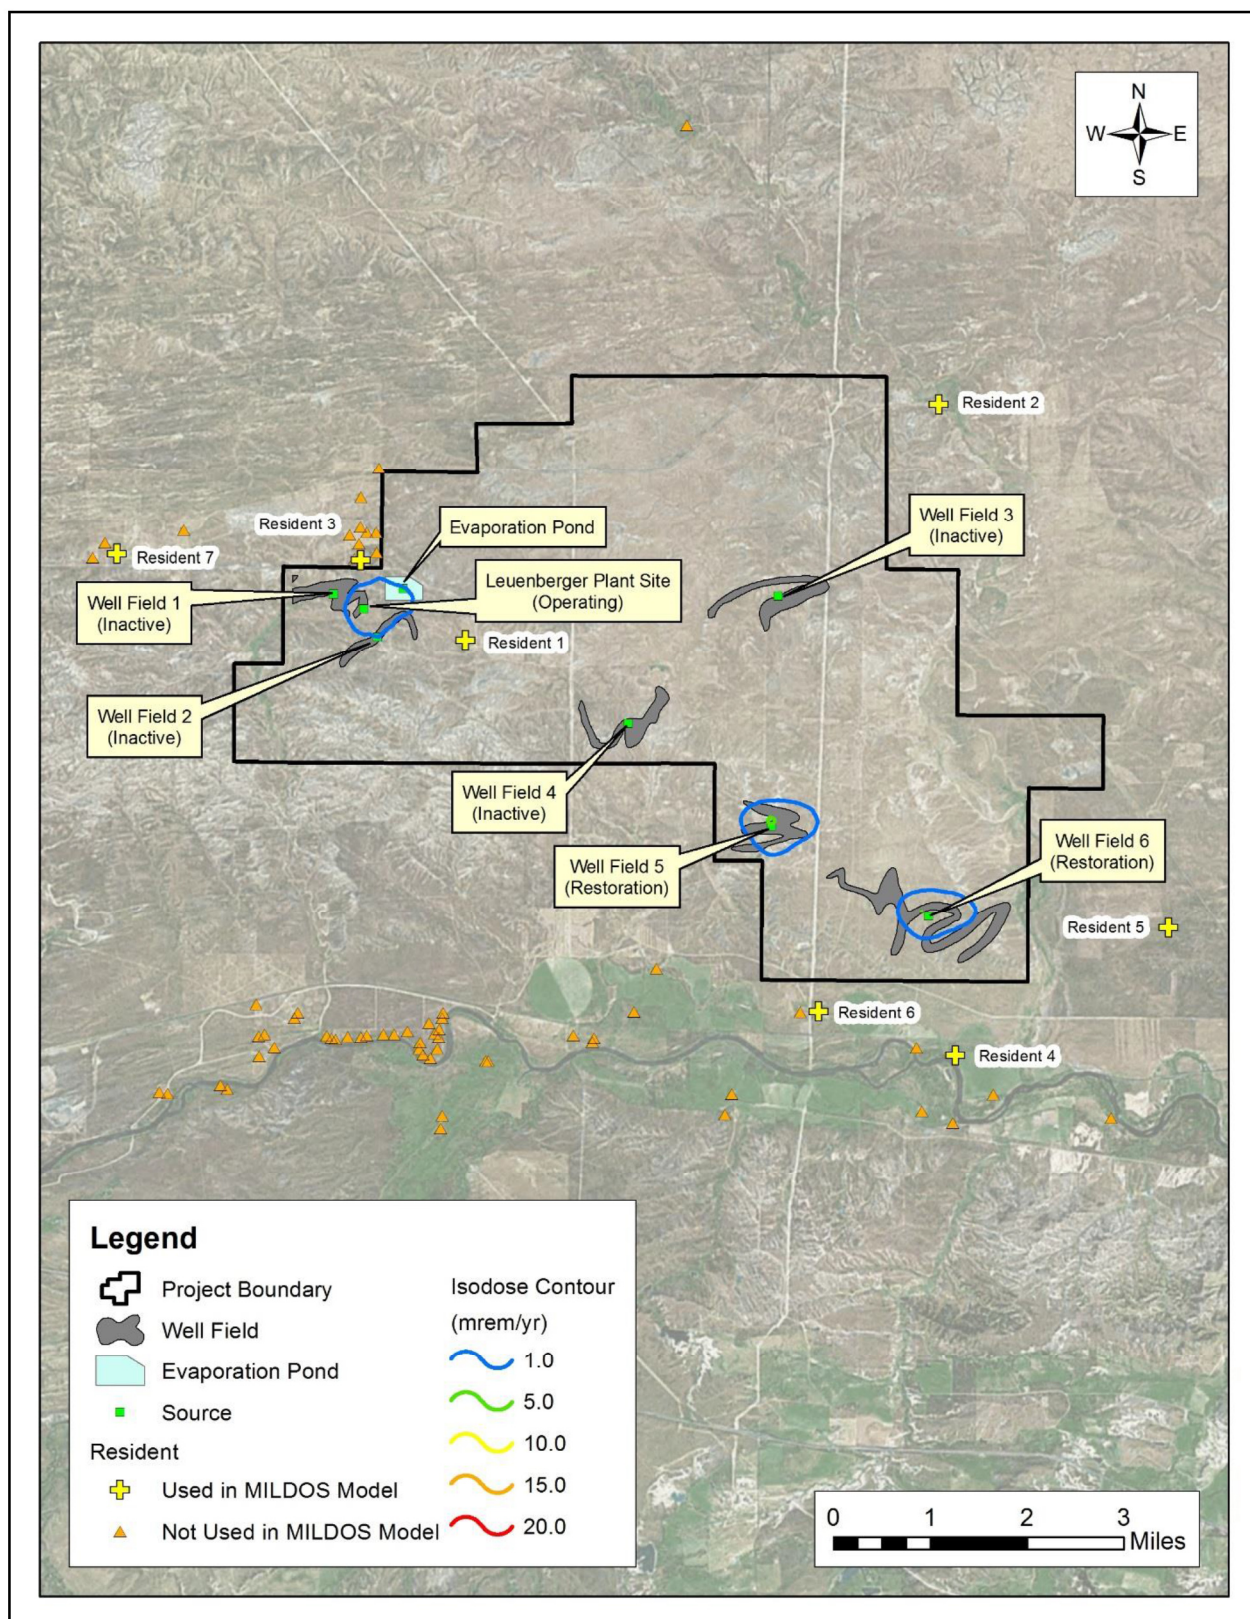 N
W E
S
Resident 2
Well Field 3
(Inactive)
Resident 3
Evaporation Pond
Resident 7
Leuenberger Plant Site
(Operating)
Well Field 1
(Inactive)
Resident 1
Well Field 2
(Inactive)
Well Field 4
(Inactive)
Well Field 5
(Restoration)
Well Field 6
(Restoration)
Resident 5
Resident 6
Resident 4
Legend
Project Boundary
Well Field
Evaporation Pond
Source
Resident
Used in MILDOS Model
Not Used in MILDOS Model
Isodose Contour
(mrem/yr)
1.0
5.0
10.0
15.0
20.0
0 1 2 3
Miles